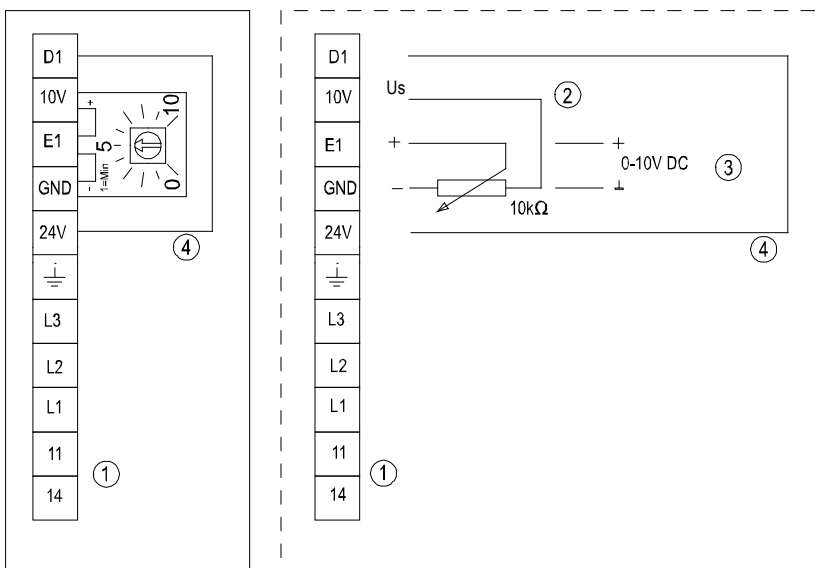 D1
10V
E1
GND
24V
L3
L2
L1
11
14
+
-
1=Min
0
5
10
4
1
D1
10V
E1
GND
24V
L3
L2
L1
11
14
Us
+
−
10kΩ
2
+
0-10V DC
⊥
3
4
1